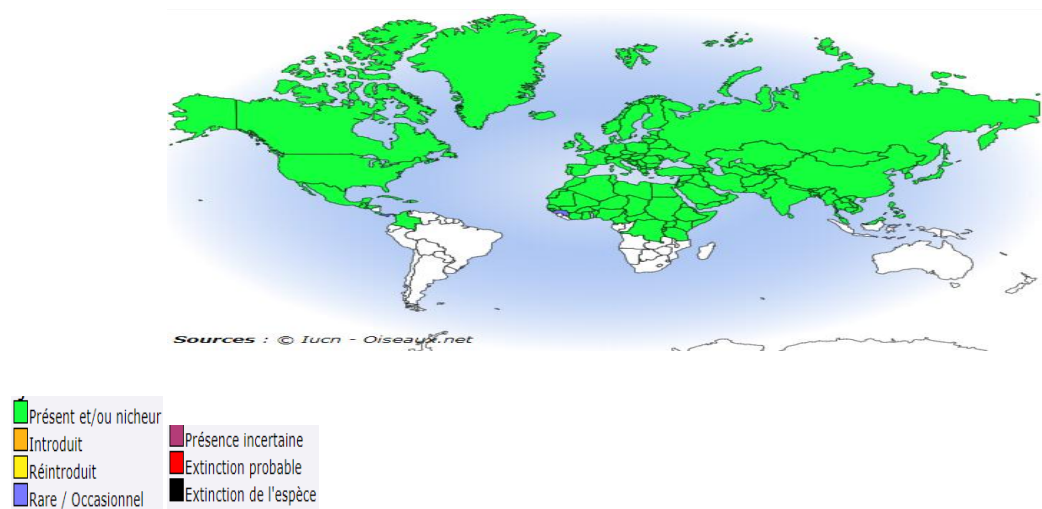 Sources : © Iucn - Oiseaux.net
Présent et/ou nicheur
Introduit
Réintroduit
Rare / Occasionnel
Présence incertaine
Extinction probable
Extinction de l'espèce